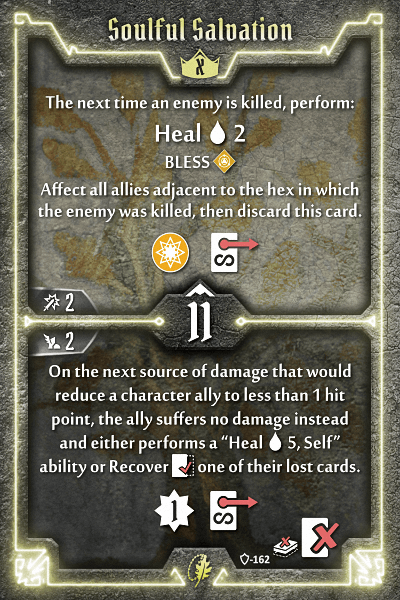 Soulful Salvation
X
The next time an enemy is killed, perform:
Heal 2
BLESS
Affect all allies adjacent to the hex in which
the enemy was killed, then discard this card.
S
2
11
2
On the next source of damage that would
reduce a character ally to less than 1 hit
point, the ally suffers no damage instead
and either performs a “Heal 5, Self”
ability or Recover one of their lost cards.
1
S
-162